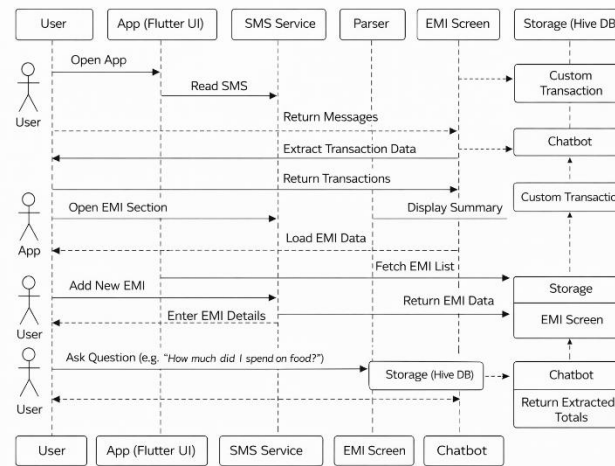 User
App (Flutter UI)
SMS Service
Parser
EMI Screen
Storage (Hive DB)
Open App
Read SMS
User
Custom
Transaction
Return Messages
Chatbot
Extract Transaction Data
Return Transactions
Custom Transaction
Open EMI Section
Display Summary
App
Load EMI Data
Fetch EMI List
Add New EMI
Return EMI Data
Storage
Enter EMI Details
EMI Screen
User
Ask Question (e.g. "How much did I spend on food?")
Storage (Hive DB)
Chatbot
Return Extracted
Totals
User
User
App (Flutter UI)
SMS Service
EMI Screen
Chatbot